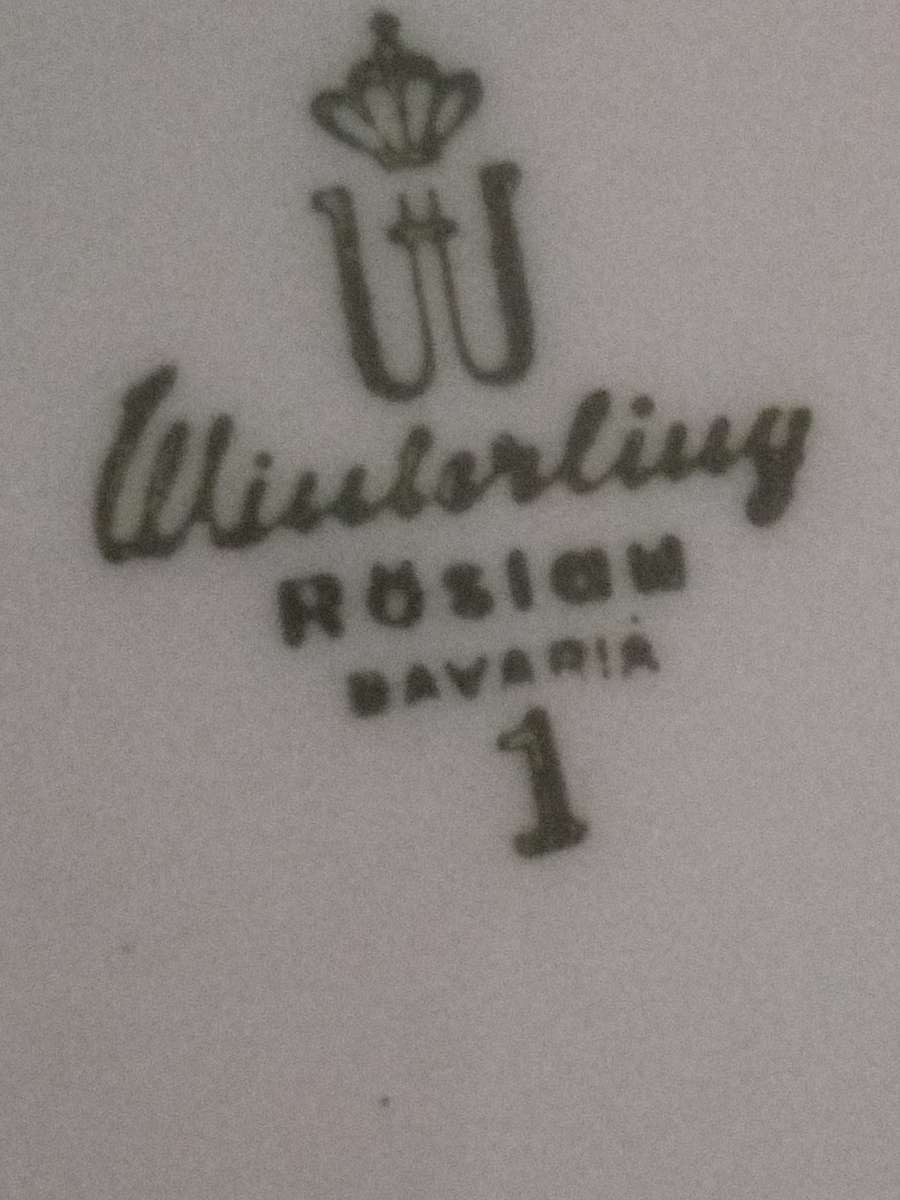 W
Winterling
Röslau
BAVARIA
1